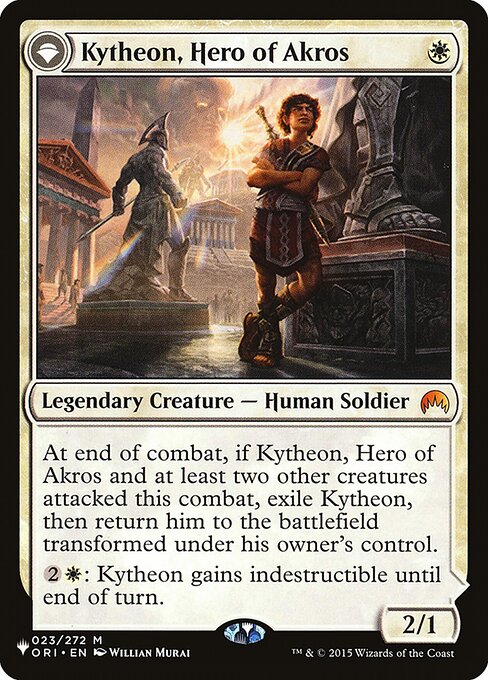 Kytheon, Hero of Akros
Legendary Creature — Human Soldier
At end of combat, if Kytheon, Hero of
Akros and at least two other creatures
attacked this combat, exile Kytheon,
then return him to the battlefield
transformed under his owner's control.
2: Kytheon gains indestructible until
end of turn.
2/1
023/272 M
ORI • EN Willian Murai
™ & © 2015 Wizards of the Coast